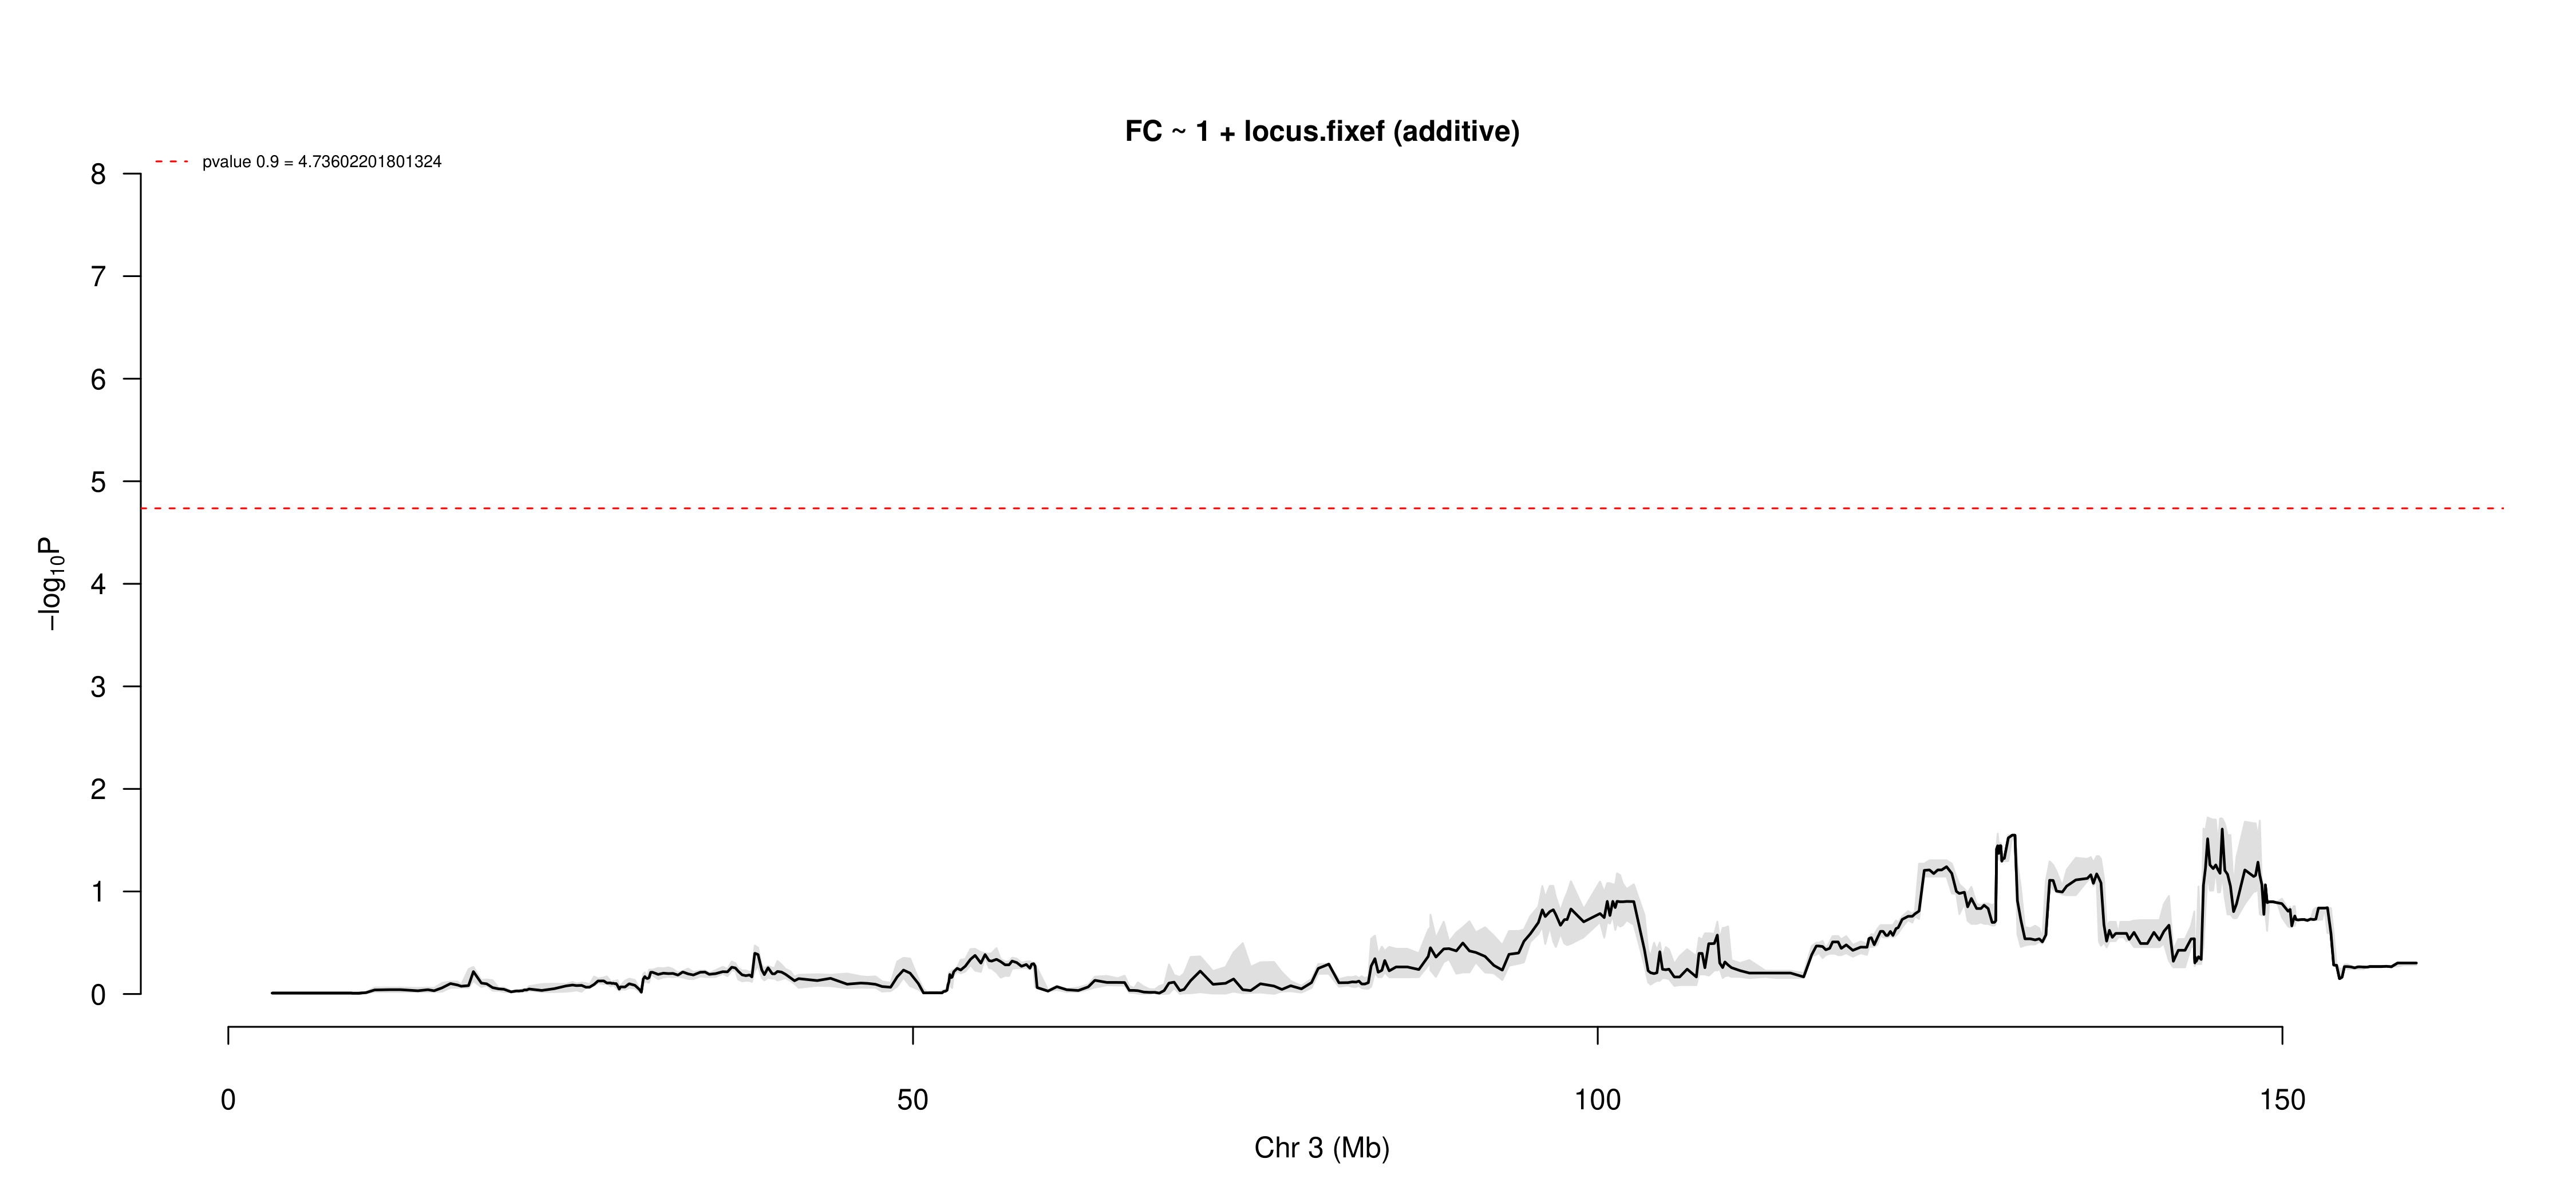 FC ~ 1 + locus.fixef (additive)
pvalue 0.9 = 4.73602201801324
8
7
6
5
4
3
2
1
0
−log10P
0 50 100 150
Chr 3 (Mb)